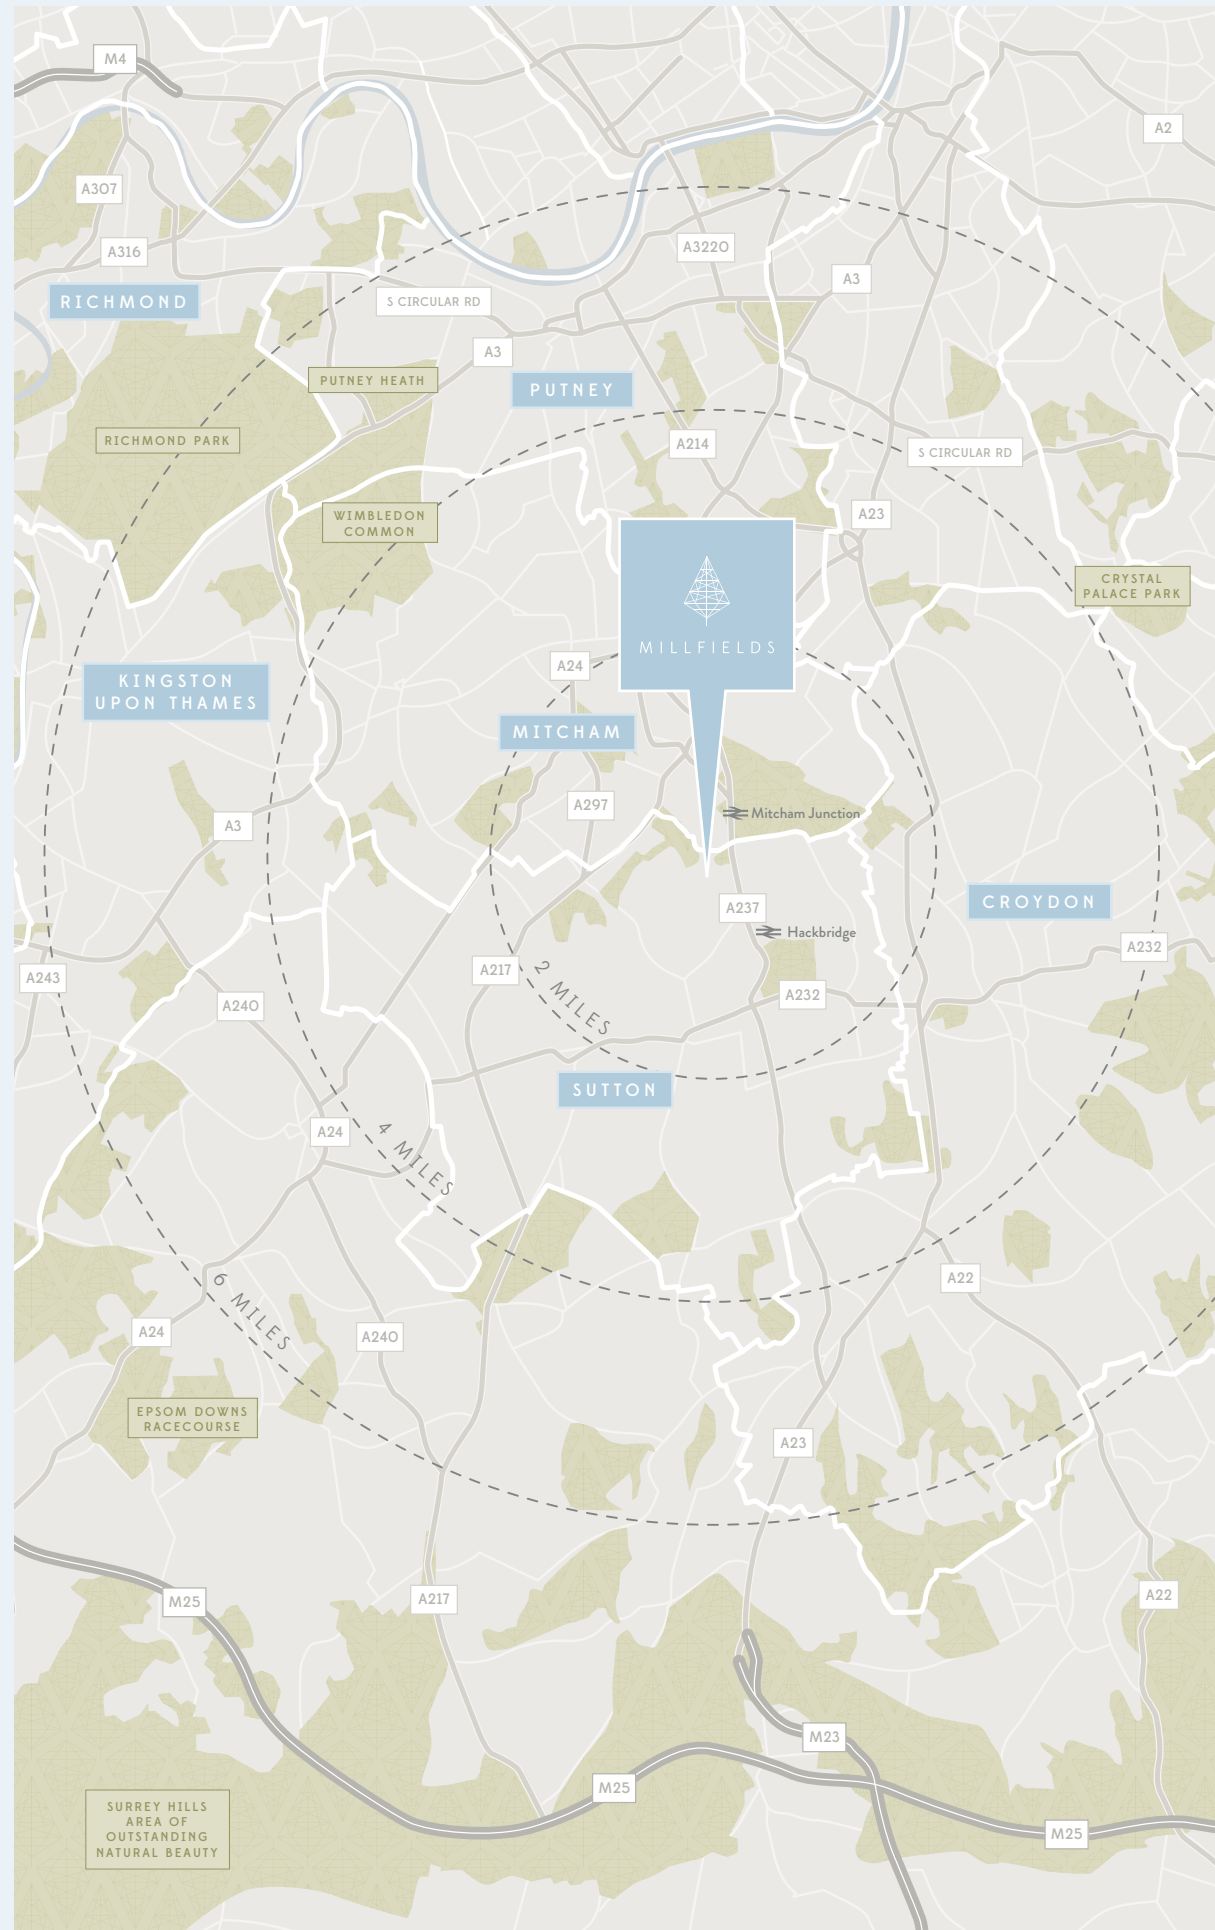 M4
A2
A307
A316
A3220
A3
RICHMOND
S CIRCULAR RD
A3
PUTNEY HEATH
PUTNEY
RICHMOND PARK
A214
S CIRCULAR RD
WIMBLEDON
COMMON
A23
CRYSTAL
PALACE PARK
MILLFIELDS
A24
KINGSTON
UPON THAMES
MITCHAM
A297
Mitcham Junction
A3
A237
CROYDON
Hackbridge
A232
A243
A217
2 MILES
A232
A240
SUTTON
A24
4 MILES
A22
6 MILES
A24
A240
EPSOM DOWNS
RACECOURSE
A23
M25
A217
A22
M23
M25
SURREY HILLS
AREA OF
OUTSTANDING
NATURAL BEAUTY
M25